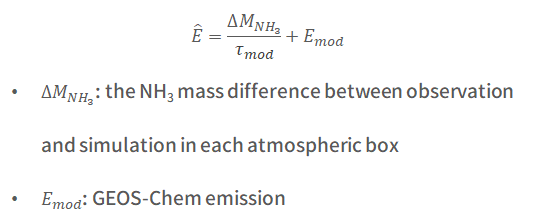 Ê = ΔM_NH₃ / τ_mod + E_mod
• ΔM_NH₃: the NH₃ mass difference between observation
and simulation in each atmospheric box
• E_mod: GEOS-Chem emission